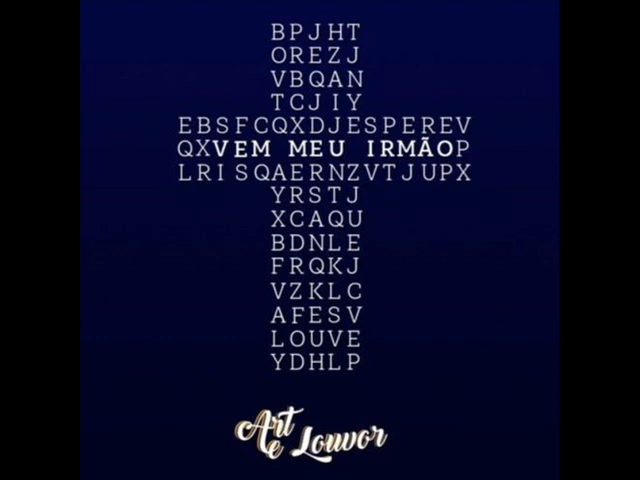 BPJHT
OREZJ
VBQAN
TCJIY
EBSFCQXDJESPEREV
QXVEM MEU IRMÃOP
LRISQAERNZVTJUPX
YRSTJ
XCAQU
BDNLE
FRQKJ
VZKLC
AFESV
LOUVE
YDHLP
Art
e Louvor